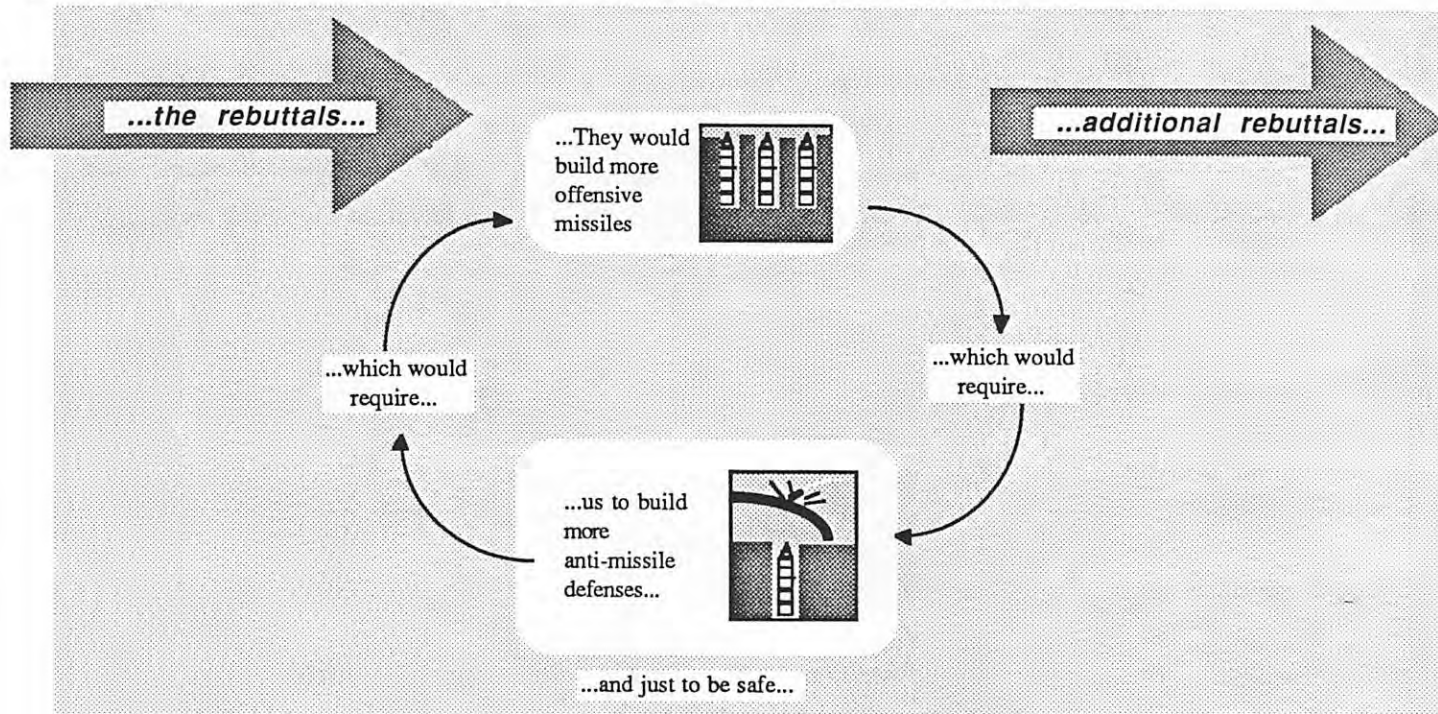 ...the rebuttals...
...additional rebuttals...
...They would
build more
offensive
missiles
...which would
require...
...us to build
more
anti-missile
defenses...
...which would
require...
...and just to be safe...